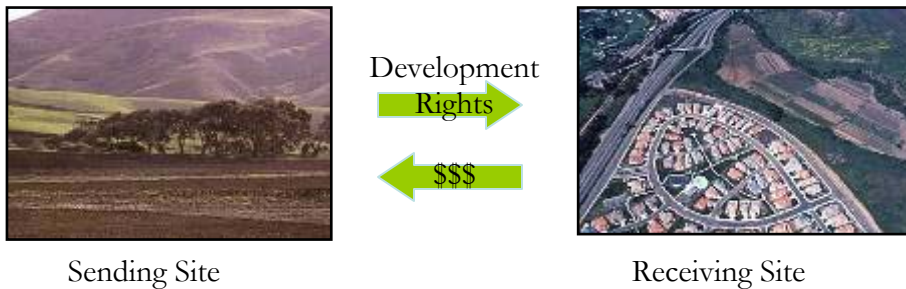 Development
Rights
$$$
Sending Site
Receiving Site